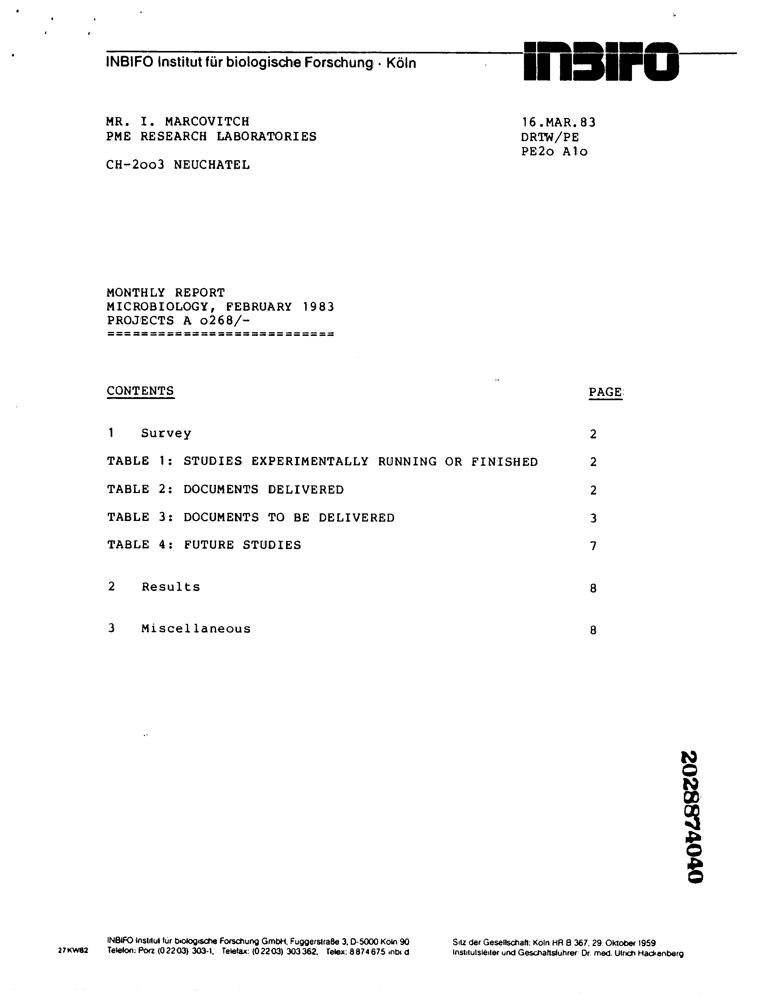 INBIFO Institut für biologische Forschung · Köln
INBIFO
MR. I. MARCOVITCH
PME RESEARCH LABORATORIES
CH-2oo3 NEUCHATEL
16.MAR.83
DRTW/PE
PE2o A1o
MONTHLY REPORT
MICROBIOLOGY, FEBRUARY 1983
PROJECTS A o268/-
===========================
CONTENTS PAGE
1 Survey 2
TABLE 1: STUDIES EXPERIMENTALLY RUNNING OR FINISHED 2
TABLE 2: DOCUMENTS DELIVERED 2
TABLE 3: DOCUMENTS TO BE DELIVERED 3
TABLE 4: FUTURE STUDIES 7
2 Results 8
3 Miscellaneous 8
2028874040
27KW82
INBIFO Institut für biologische Forschung GmbH, Fuggerstraße 3, D-5000 Köln 90
Telefon: Porz (0 22 03) 303-1, Telefax: (0 22 03) 303 362, Telex: 8 874 675 inbi d
Sitz der Gesellschaft: Köln HR B 367, 29. Oktober 1959
Institutsleiter und Geschäftsführer Dr. med. Ulrich Hackenberg